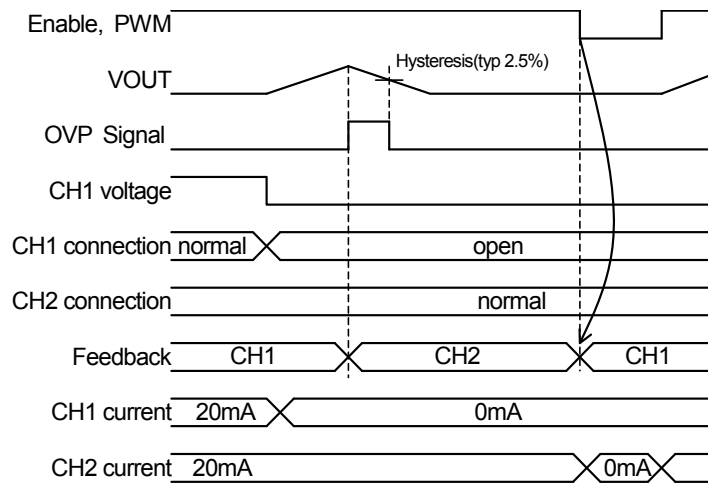 Enable, PWM
Hysteresis(typ 2.5%)
VOUT
OVP Signal
CH1 voltage
CH1 connection normal open
CH2 connection normal
Feedback CH1 CH2 CH1
CH1 current 20mA 0mA
CH2 current 20mA 0mA